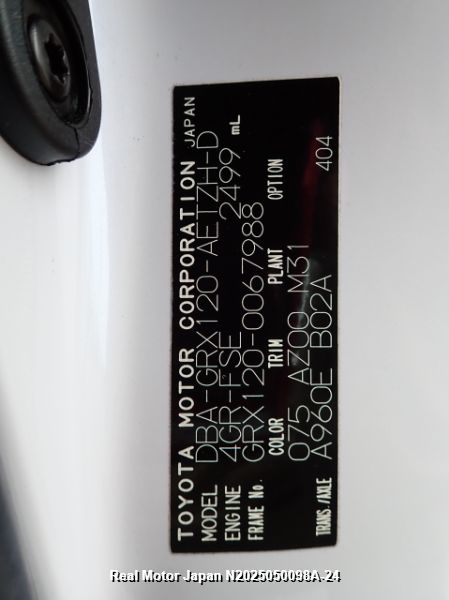 TOYOTA MOTOR CORPORATION JAPAN
MODEL DBA-GRX120-AETZH-D
ENGINE 4GR-FSE 2499 mL
FRAME No. GRX120-0067988
COLOR TRIM PLANT OPTION
075 AZ00 M31
TRANS./AXLE A960E B02A 404
Real Motor Japan N2025050098A-24